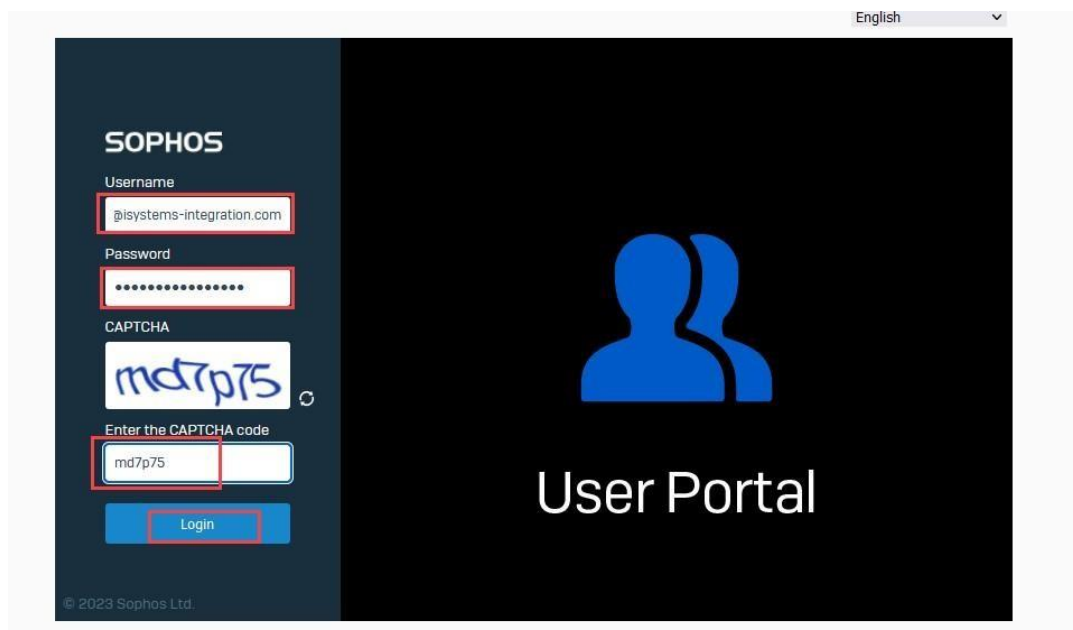 English
SOPHOS
Username
@isystems-integration.com
Password
••••••••••••••••
CAPTCHA
md7p75
Enter the CAPTCHA code
md7p75
Login
User Portal
© 2023 Sophos Ltd.